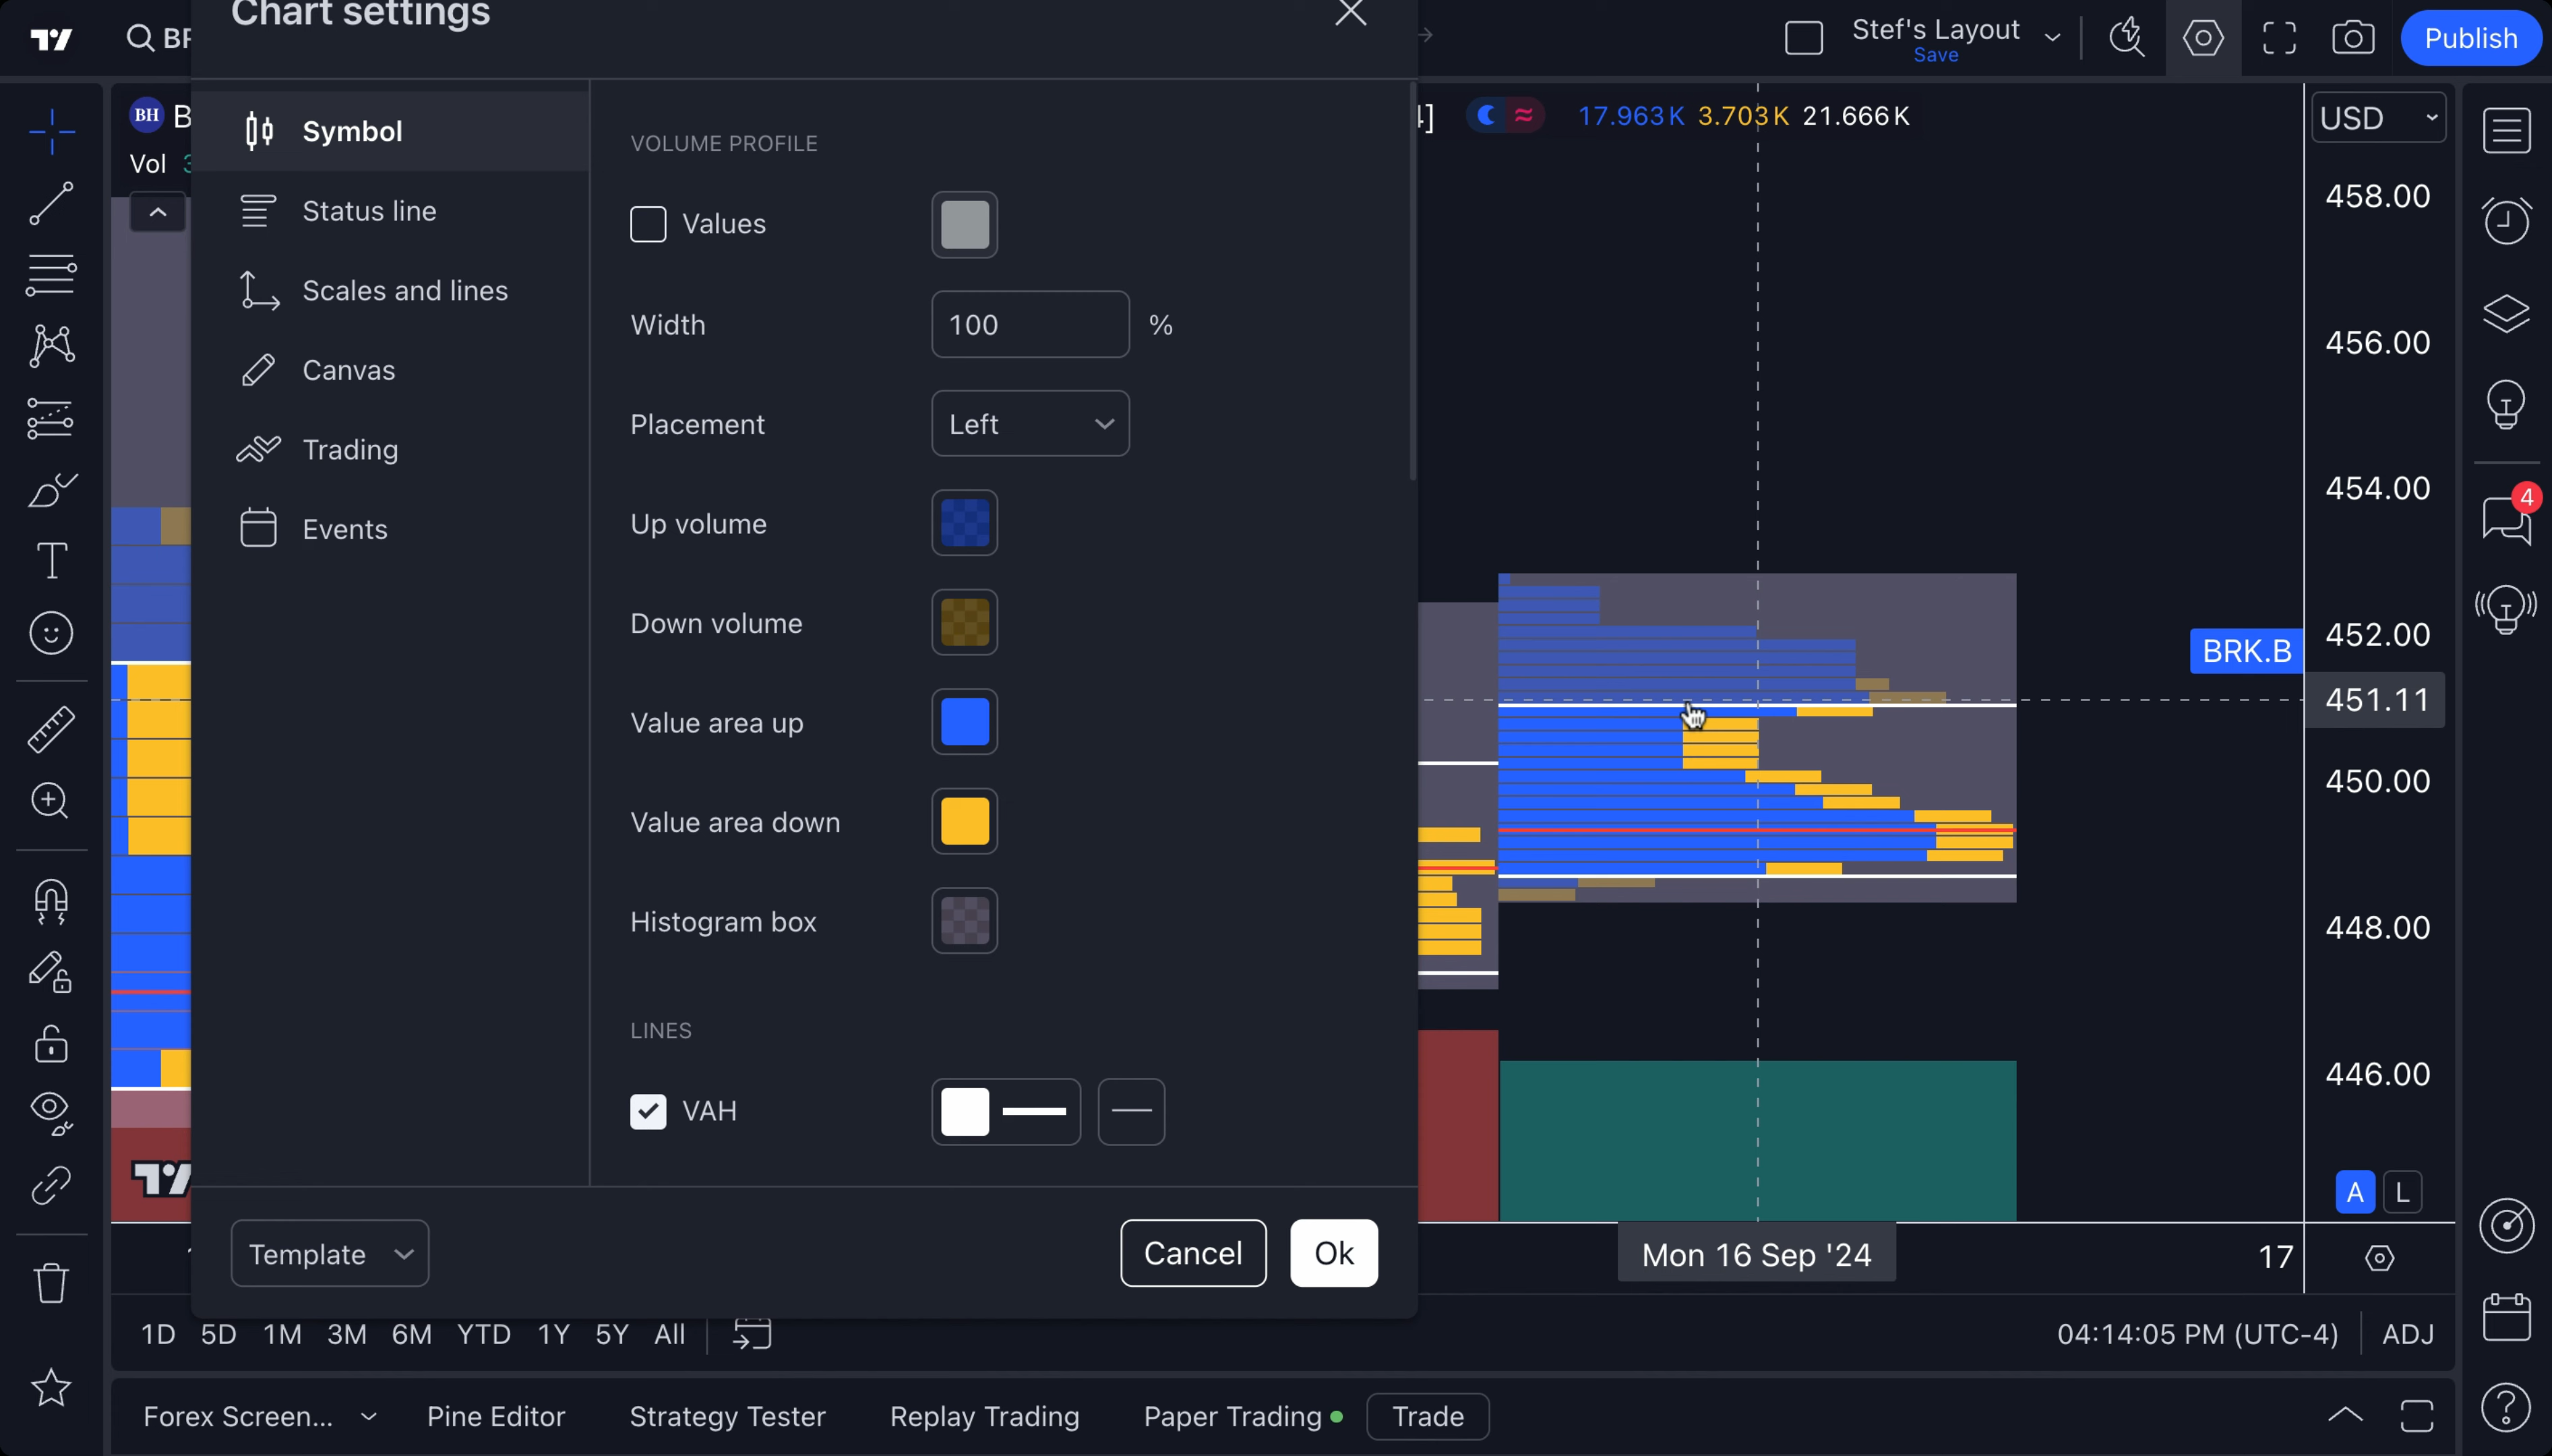 Chart settings
BH
Vol
Symbol
Status line
Scales and lines
Canvas
Trading
Events
VOLUME PROFILE
Values
Width 100 %
Placement Left
Up volume
Down volume
Value area up
Value area down
Histogram box
LINES
VAH
Template
Cancel Ok
Stef's Layout
Save
Publish
17.963K 3.703K 21.666K
USD
458.00
456.00
454.00
452.00
BRK.B
451.11
450.00
448.00
446.00
4
A L
Mon 16 Sep '24
17
1D 5D 1M 3M 6M YTD 1Y 5Y All
04:14:05 PM (UTC-4) ADJ
Forex Screen... Pine Editor Strategy Tester Replay Trading Paper Trading Trade